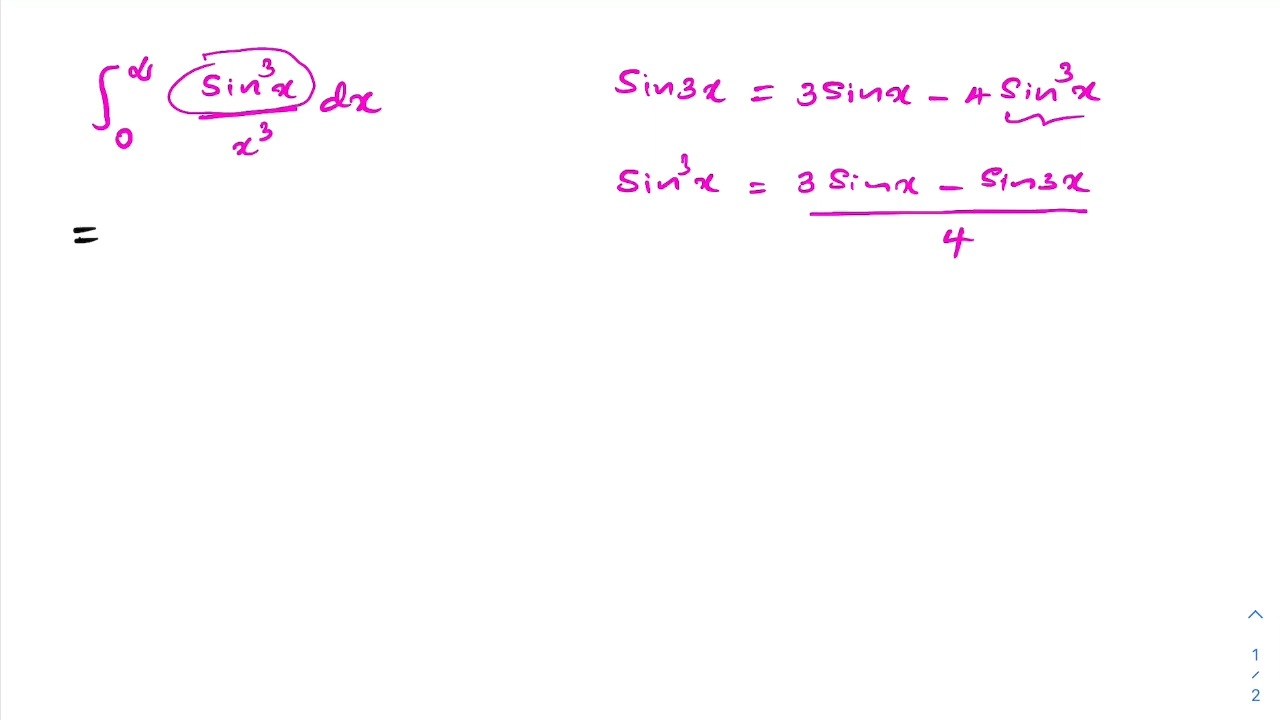 ∫₀^∞ sin³x / x³ dx
Sin3x = 3Sinx − 4Sin³x
Sin³x = 3Sinx − Sin3x / 4
=
1
/
2